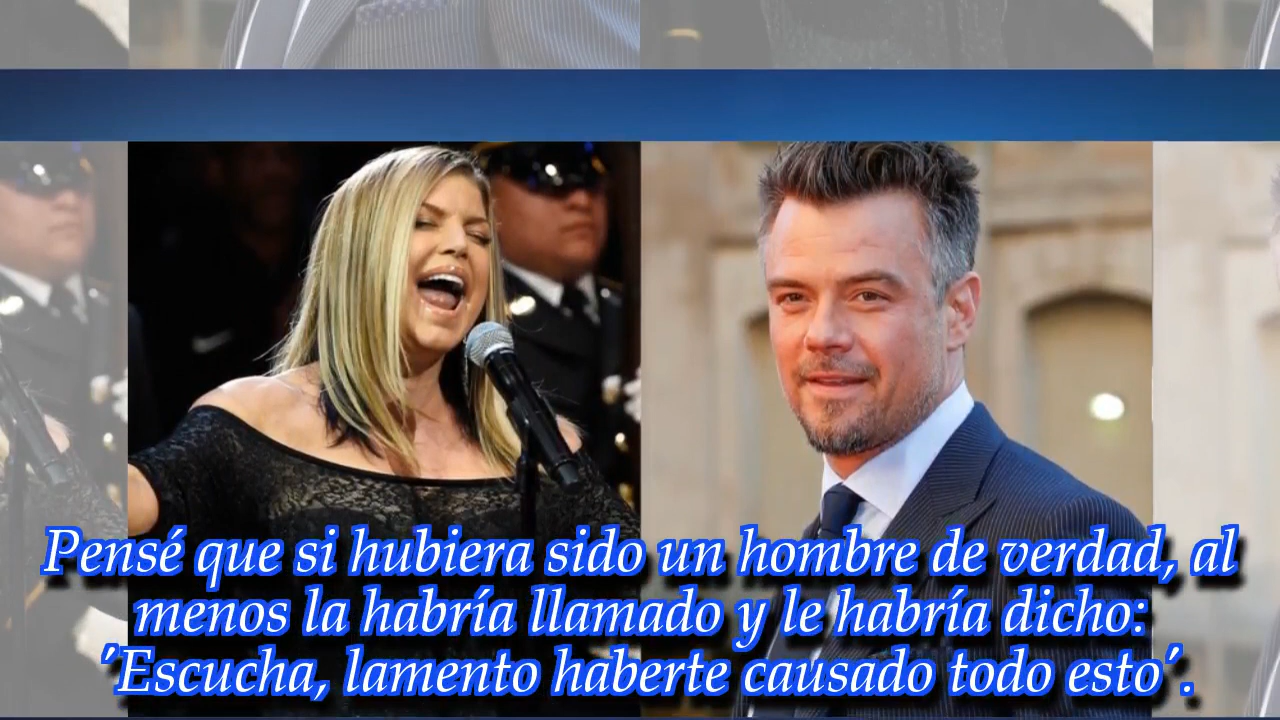 Pensé que si hubiera sido un hombre de verdad, al
menos la habría llamado y le habría dicho:
'Escucha, lamento haberte causado todo esto'.